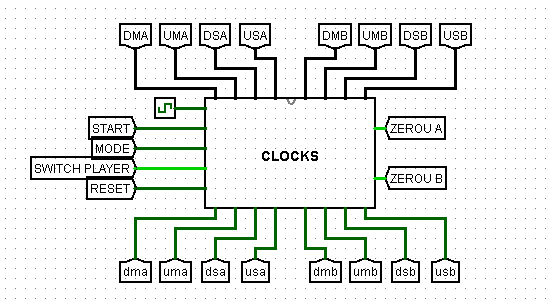 DMA UMA DSA USA DMB UMB DSB USB
START
MODE
SWITCH PLAYER
RESET
CLOCKS
ZEROU A
ZEROU B
dma uma dsa usa dmb umb dsb usb